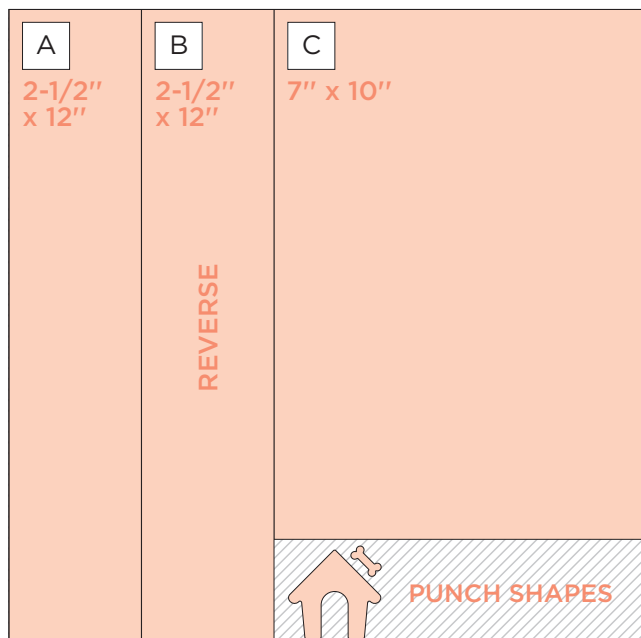 A
2-1/2"
x 12"
B
2-1/2"
x 12"
REVERSE
C
7" x 10"
PUNCH SHAPES